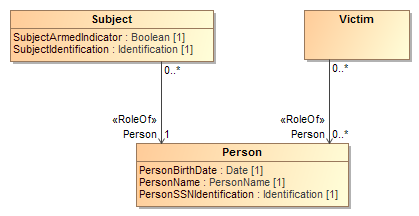 Subject
SubjectArmedIndicator : Boolean [1]
SubjectIdentification : Identification [1]
Victim
0..*
0..*
«RoleOf»
«RoleOf»
Person
1
Person
0..*
Person
PersonBirthDate : Date [1]
PersonName : PersonName [1]
PersonSSNIdentification : Identification [1]